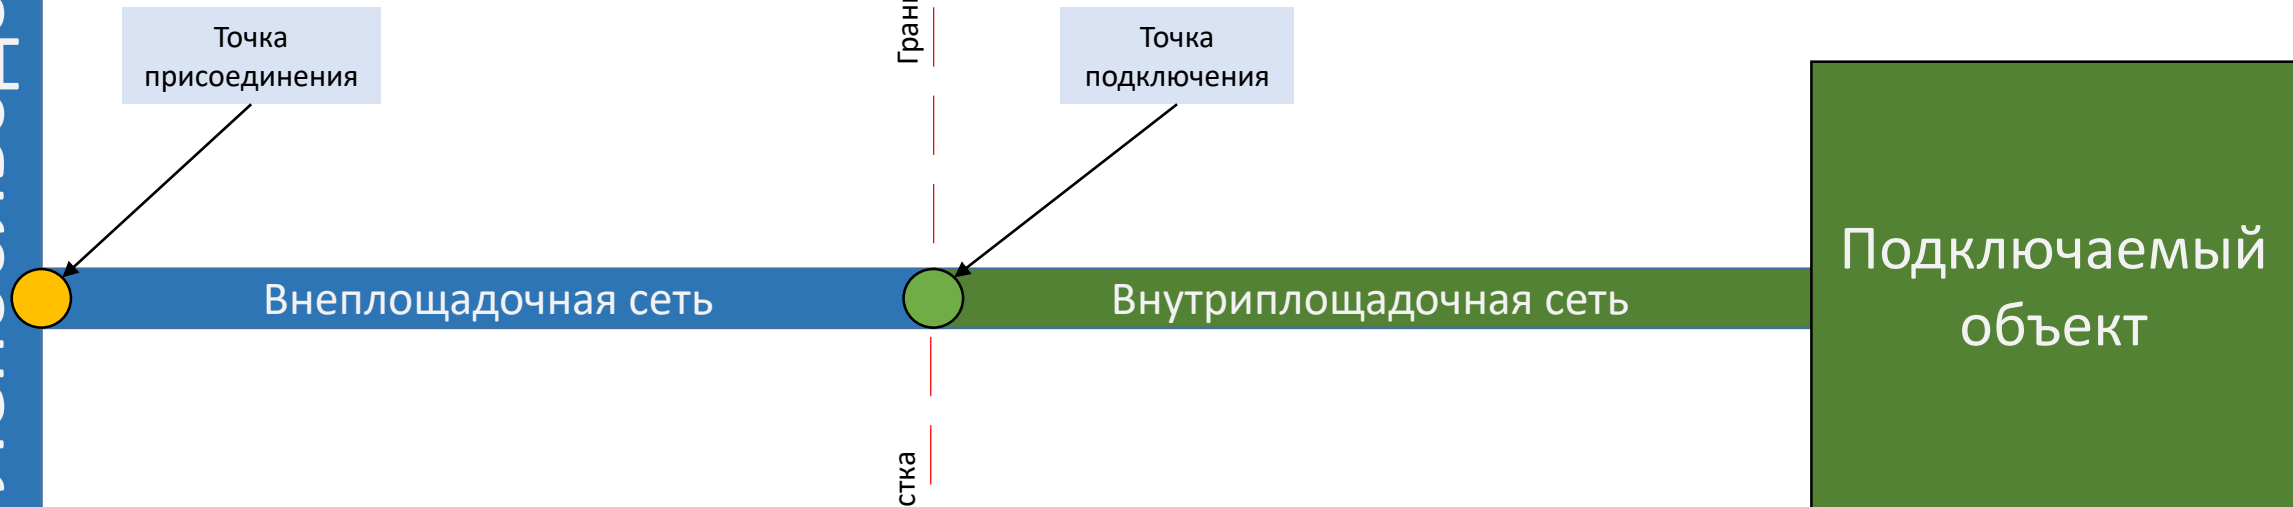 Точка
присоединения
Точка
подключения
Внеплощадочная сеть
Внутриплощадочная сеть
Подключаемый
объект